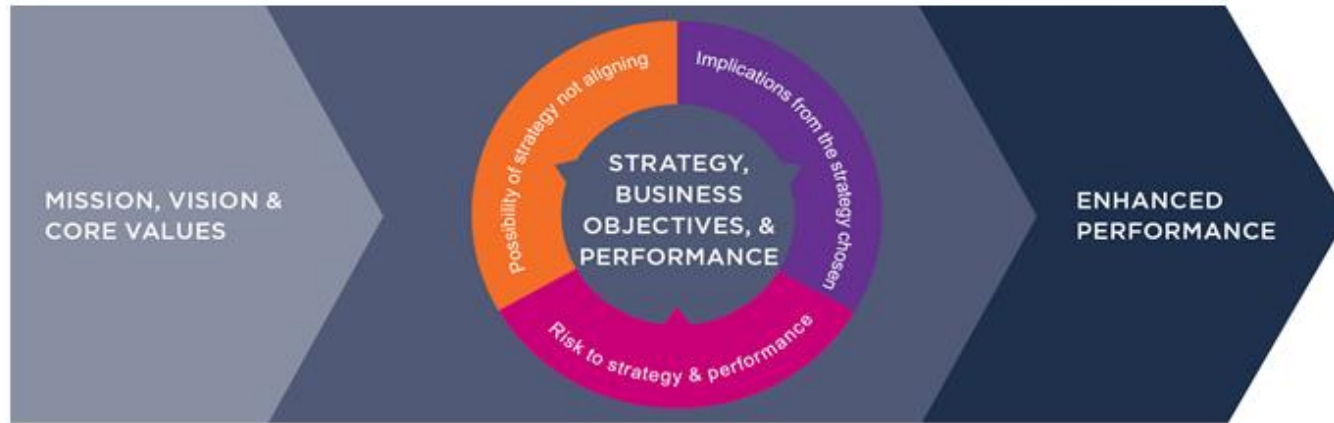 MISSION, VISION &
CORE VALUES
Possibility of strategy not aligning
Implications from the strategy chosen
STRATEGY,
BUSINESS
OBJECTIVES, &
PERFORMANCE
Risk to strategy & performance
ENHANCED
PERFORMANCE